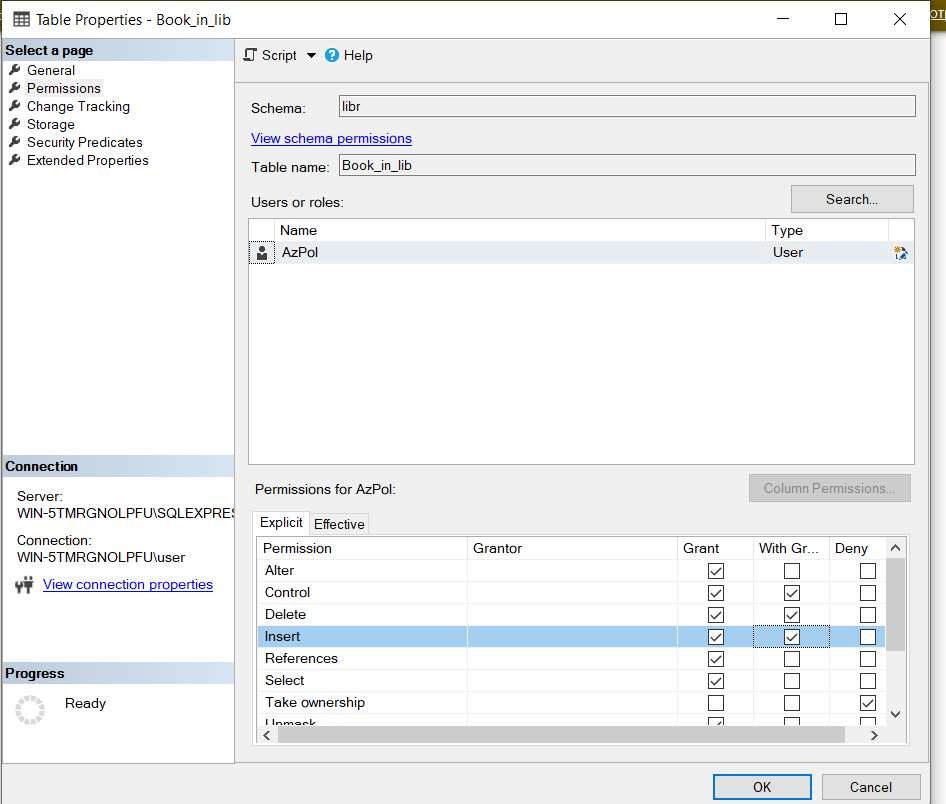 Table Properties - Book_in_lib
Select a page
General
Permissions
Change Tracking
Storage
Security Predicates
Extended Properties
Script
Help
Schema:
libr
View schema permissions
Table name:
Book_in_lib
Users or roles:
Search...
Name Type
AzPol User
Connection
Server:
WIN-5TMRGNOLPFU\SQLEXPRES
Connection:
WIN-5TMRGNOLPFU\user
View connection properties
Progress
Ready
Permissions for AzPol:
Column Permissions...
Explicit Effective
Permission Grantor Grant With Gr... Deny
Alter
Control
Delete
Insert
References
Select
Take ownership
Unmask
OK Cancel